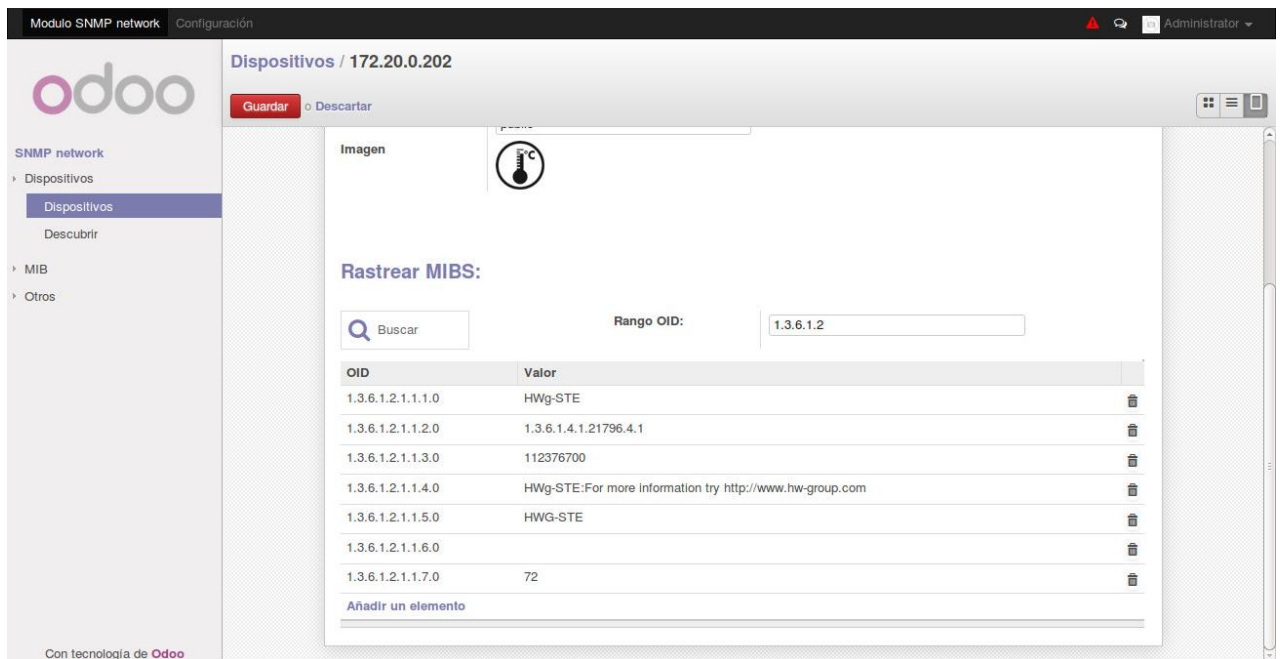 Modulo SNMP network Configuración Administrator
odoo
Dispositivos / 172.20.0.202
Guardar o Descartar
SNMP network
Dispositivos
Dispositivos
Descubrir
MIB
Otros
Con tecnología de Odoo
Imagen
°C
Rastrear MIBS:
Buscar
Rango OID: 1.3.6.1.2
OID Valor
1.3.6.1.2.1.1.1.0 HWg-STE
1.3.6.1.2.1.1.2.0 1.3.6.1.4.1.21796.4.1
1.3.6.1.2.1.1.3.0 112376700
1.3.6.1.2.1.1.4.0 HWg-STE:For more information try http://www.hw-group.com
1.3.6.1.2.1.1.5.0 HWG-STE
1.3.6.1.2.1.1.6.0
1.3.6.1.2.1.1.7.0 72
Añadir un elemento